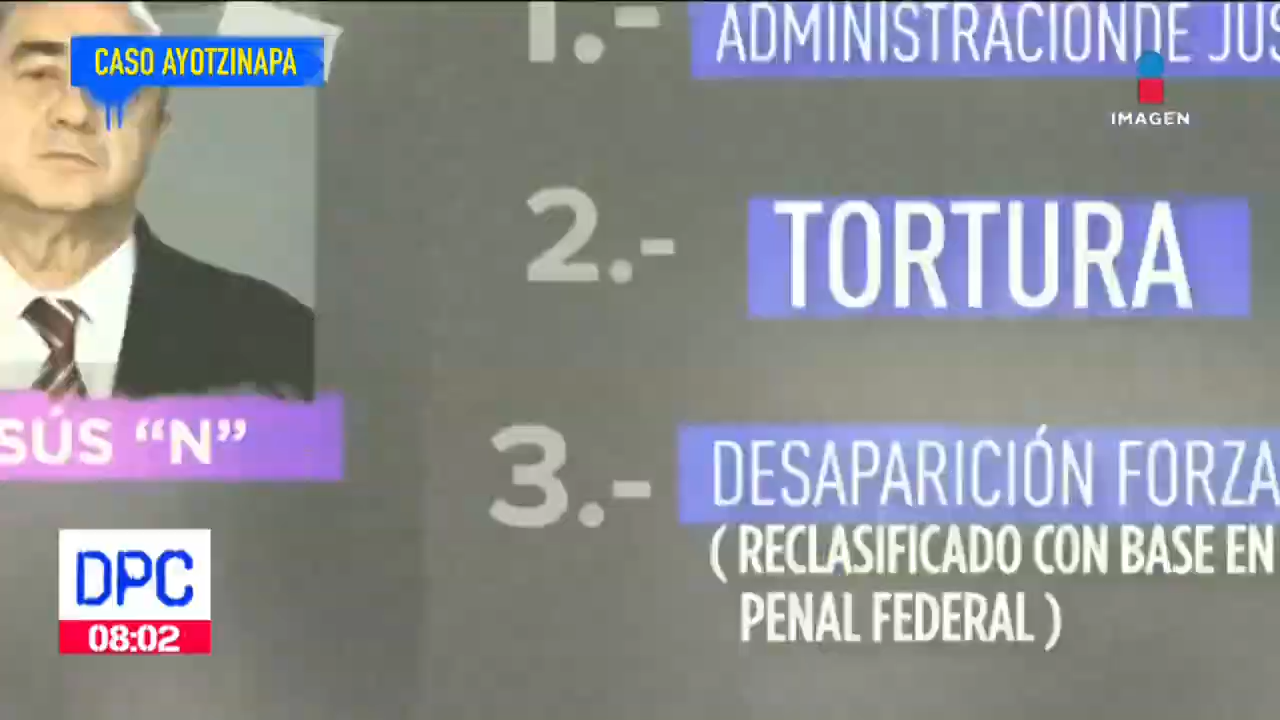 CASO AYOTZINAPA
1.- ADMINISTRACIONDE JUS
IMAGEN
2.- TORTURA
SÚS “N”
3.- DESAPARICIÓN FORZA
( RECLASIFICADO CON BASE EN
PENAL FEDERAL )
DPC
08:02